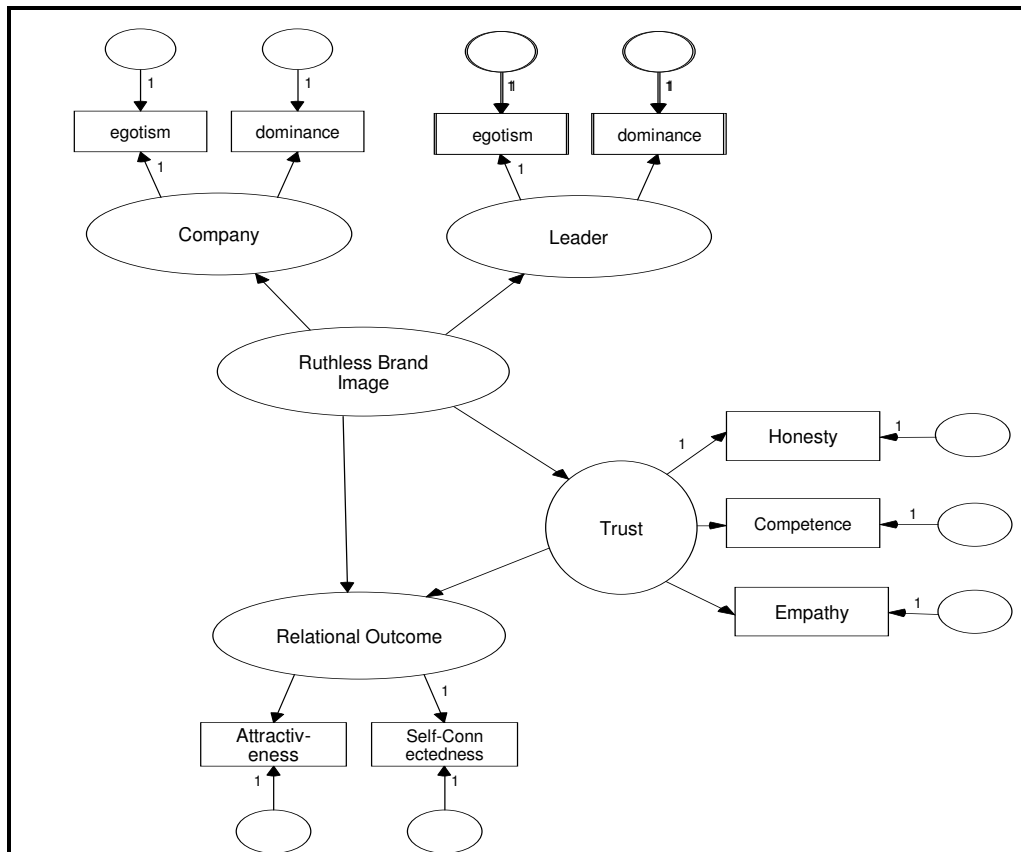 1
1
1
1
egotism
dominance
egotism
dominance
1
1
Company
Leader
Ruthless Brand
Image
1
Honesty
1
Trust
Competence
1
Empathy
1
Relational Outcome
1
Attractiv-
eness
Self-Conn
ectedness
1
1